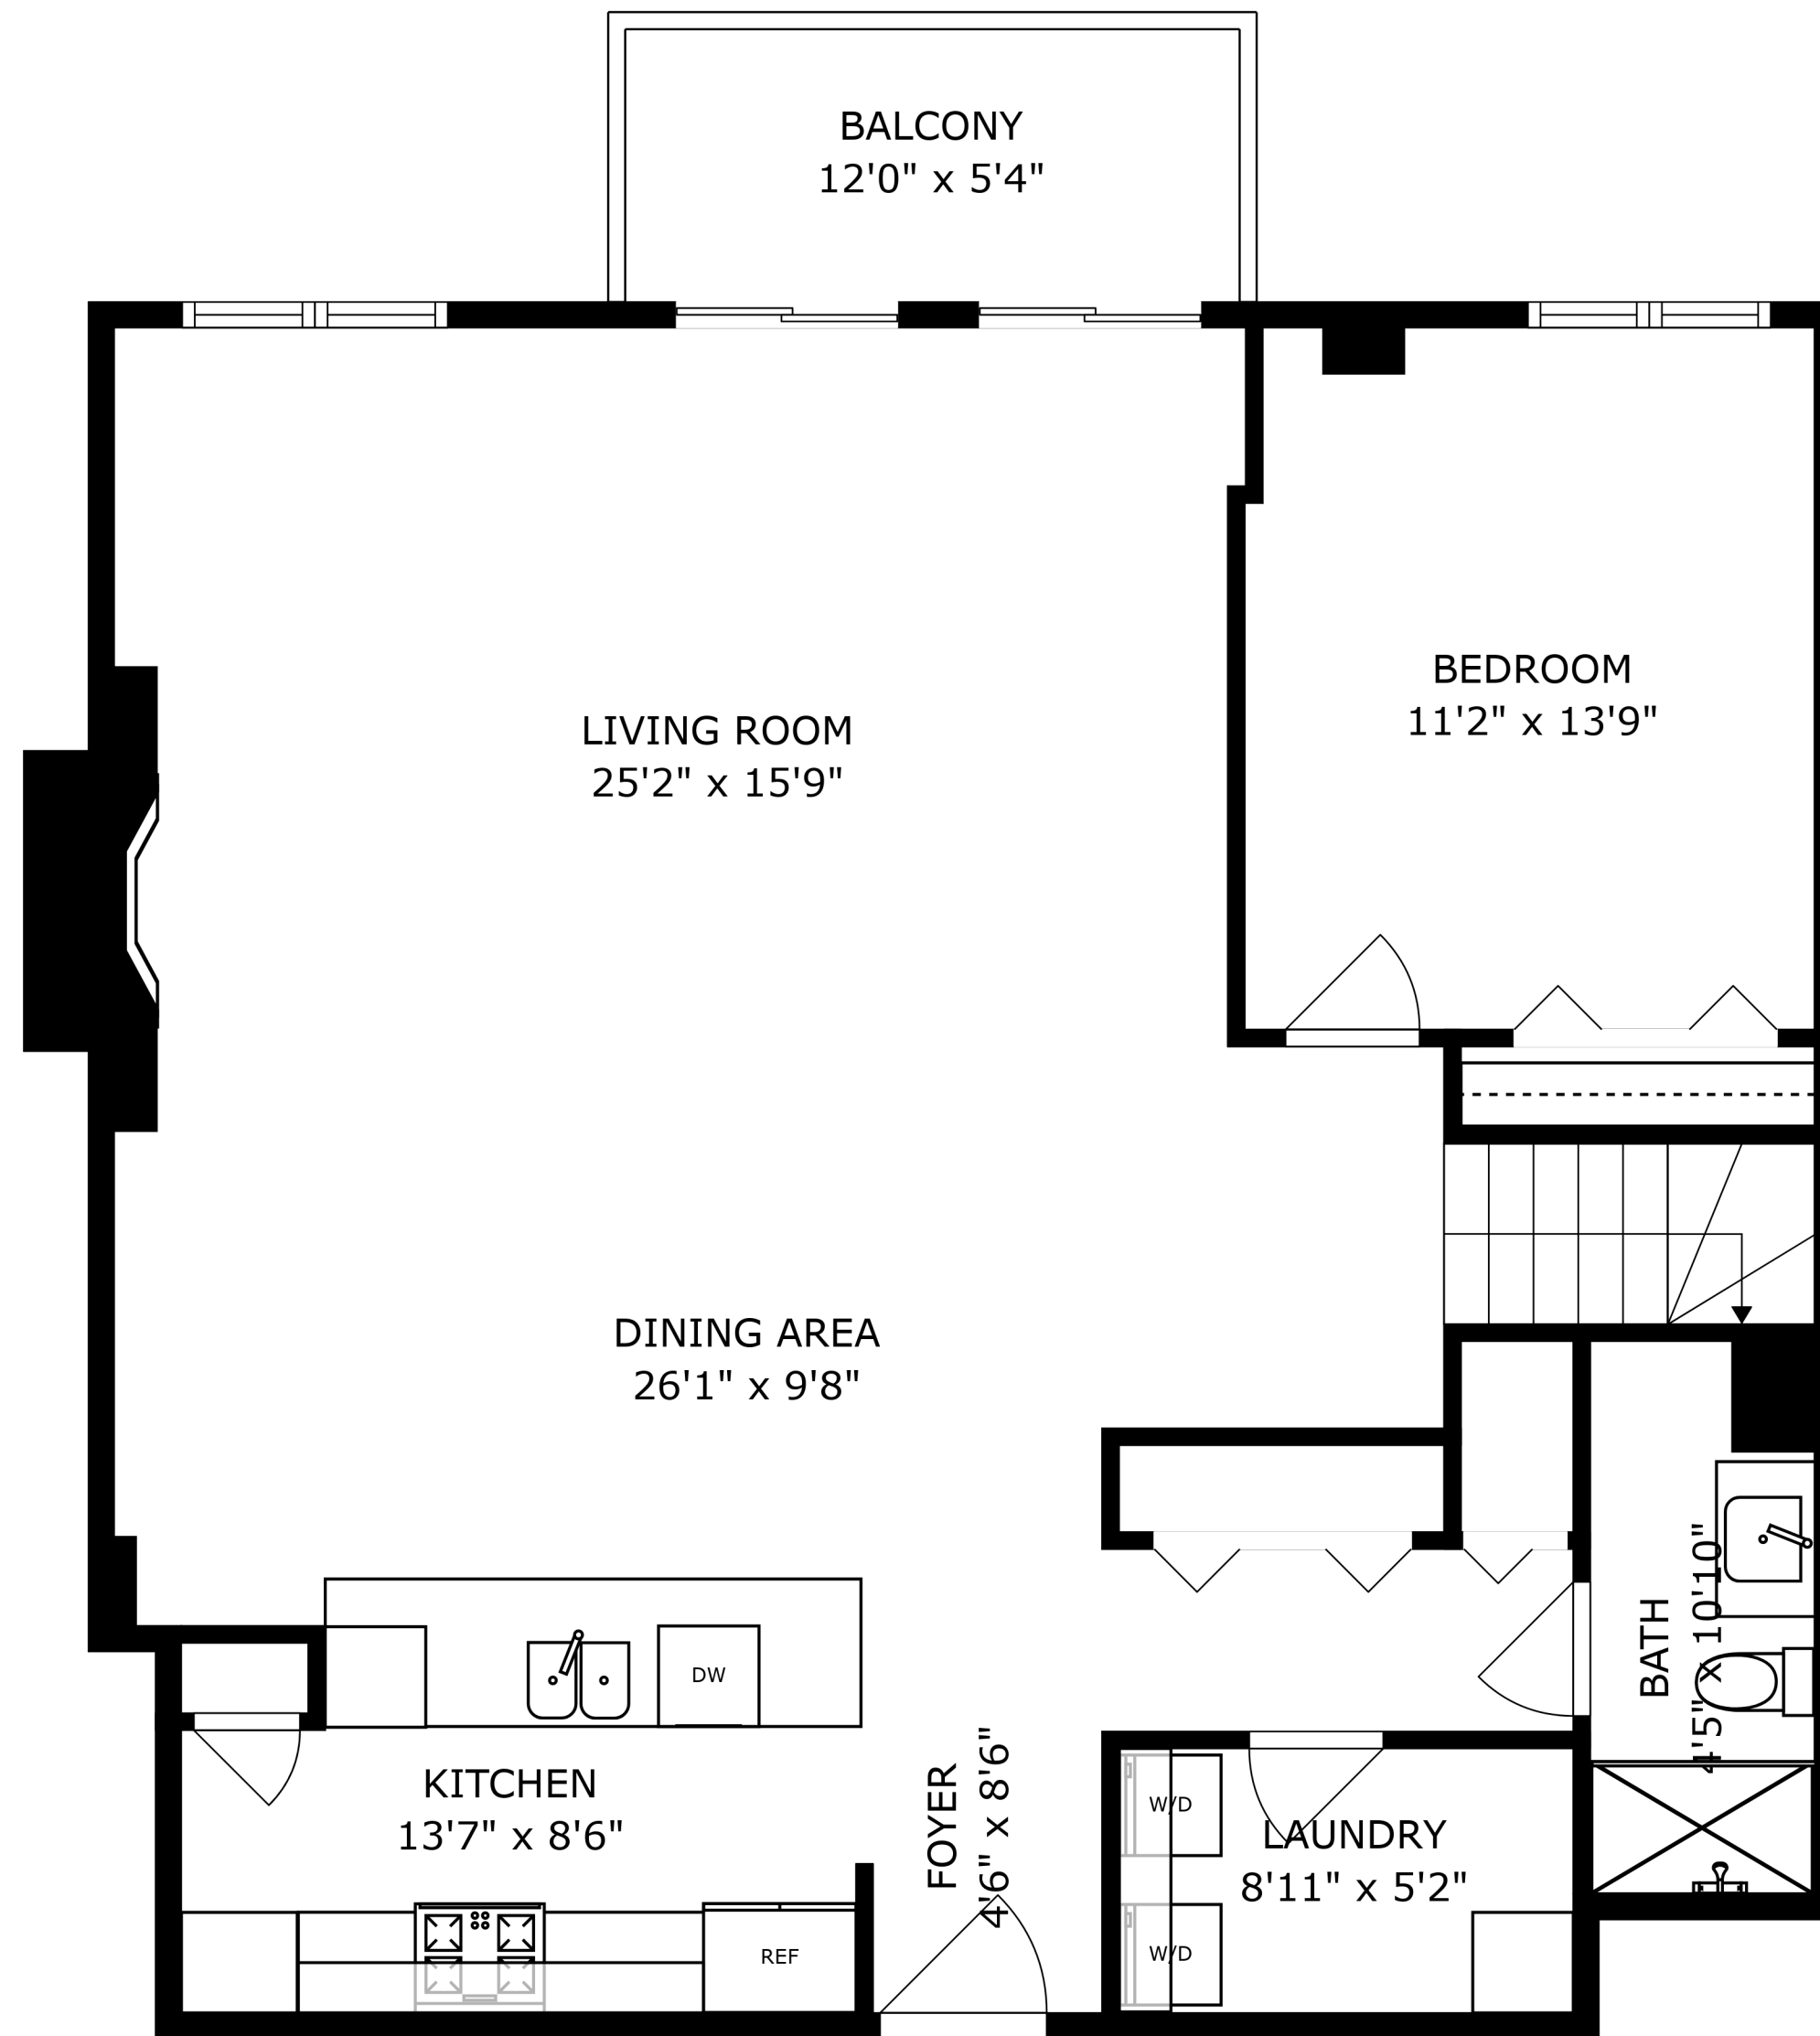 BALCONY
12'0" x 5'4"
BEDROOM
11'2" x 13'9"
LIVING ROOM
25'2" x 15'9"
DINING AREA
26'1" x 9'8"
BATH
4'5" x 10'10"
DW
KITCHEN
13'7" x 8'6"
FOYER
4'6" x 8'6"
W/D
LAUNDRY
8'11" x 5'2"
REF
W/D